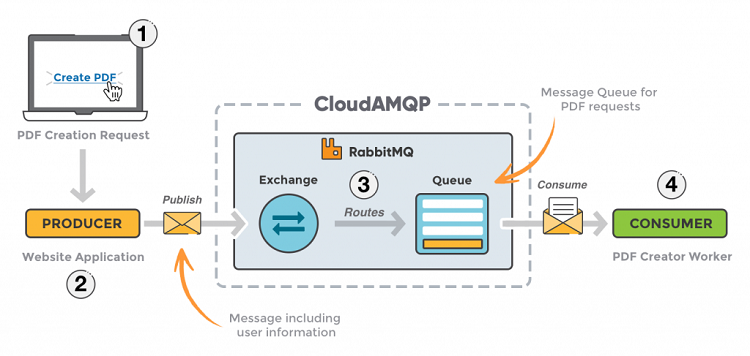 1
Create PDF
PDF Creation Request
CloudAMQP
Message Queue for
PDF requests
RabbitMQ
Exchange
3
Queue
Routes
Publish
Consume
4
PRODUCER
CONSUMER
Website Application
PDF Creator Worker
2
Message including
user information